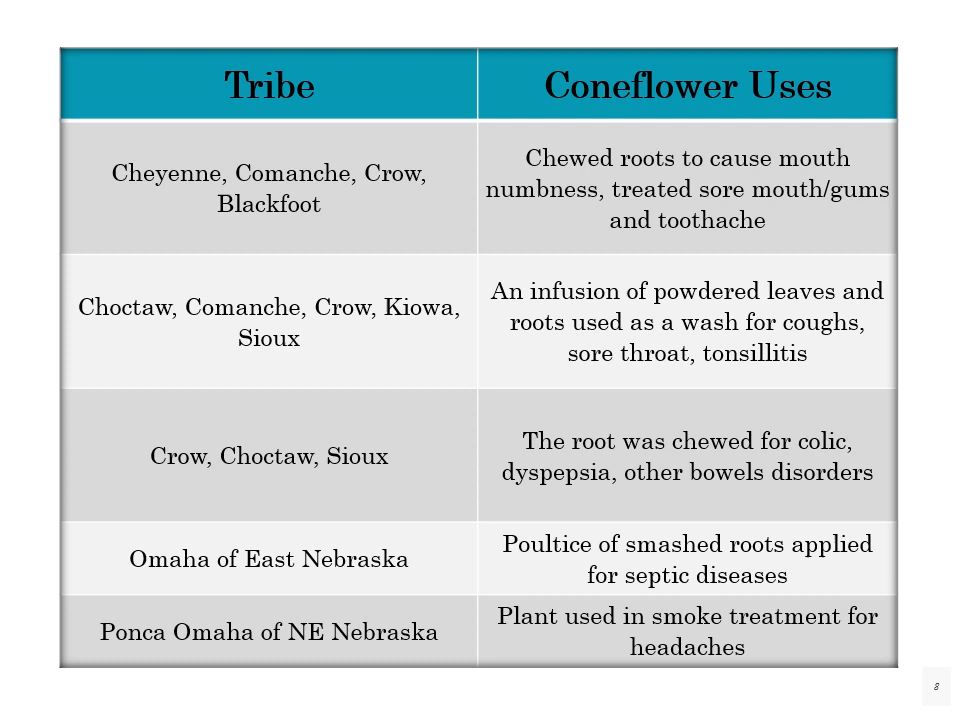 Tribe
Coneflower Uses
Cheyenne, Comanche, Crow,
Blackfoot
Chewed roots to cause mouth
numbness, treated sore mouth/gums
and toothache
Choctaw, Comanche, Crow, Kiowa,
Sioux
An infusion of powdered leaves and
roots used as a wash for coughs,
sore throat, tonsillitis
Crow, Choctaw, Sioux
The root was chewed for colic,
dyspepsia, other bowels disorders
Omaha of East Nebraska
Poultice of smashed roots applied
for septic diseases
Ponca Omaha of NE Nebraska
Plant used in smoke treatment for
headaches
8